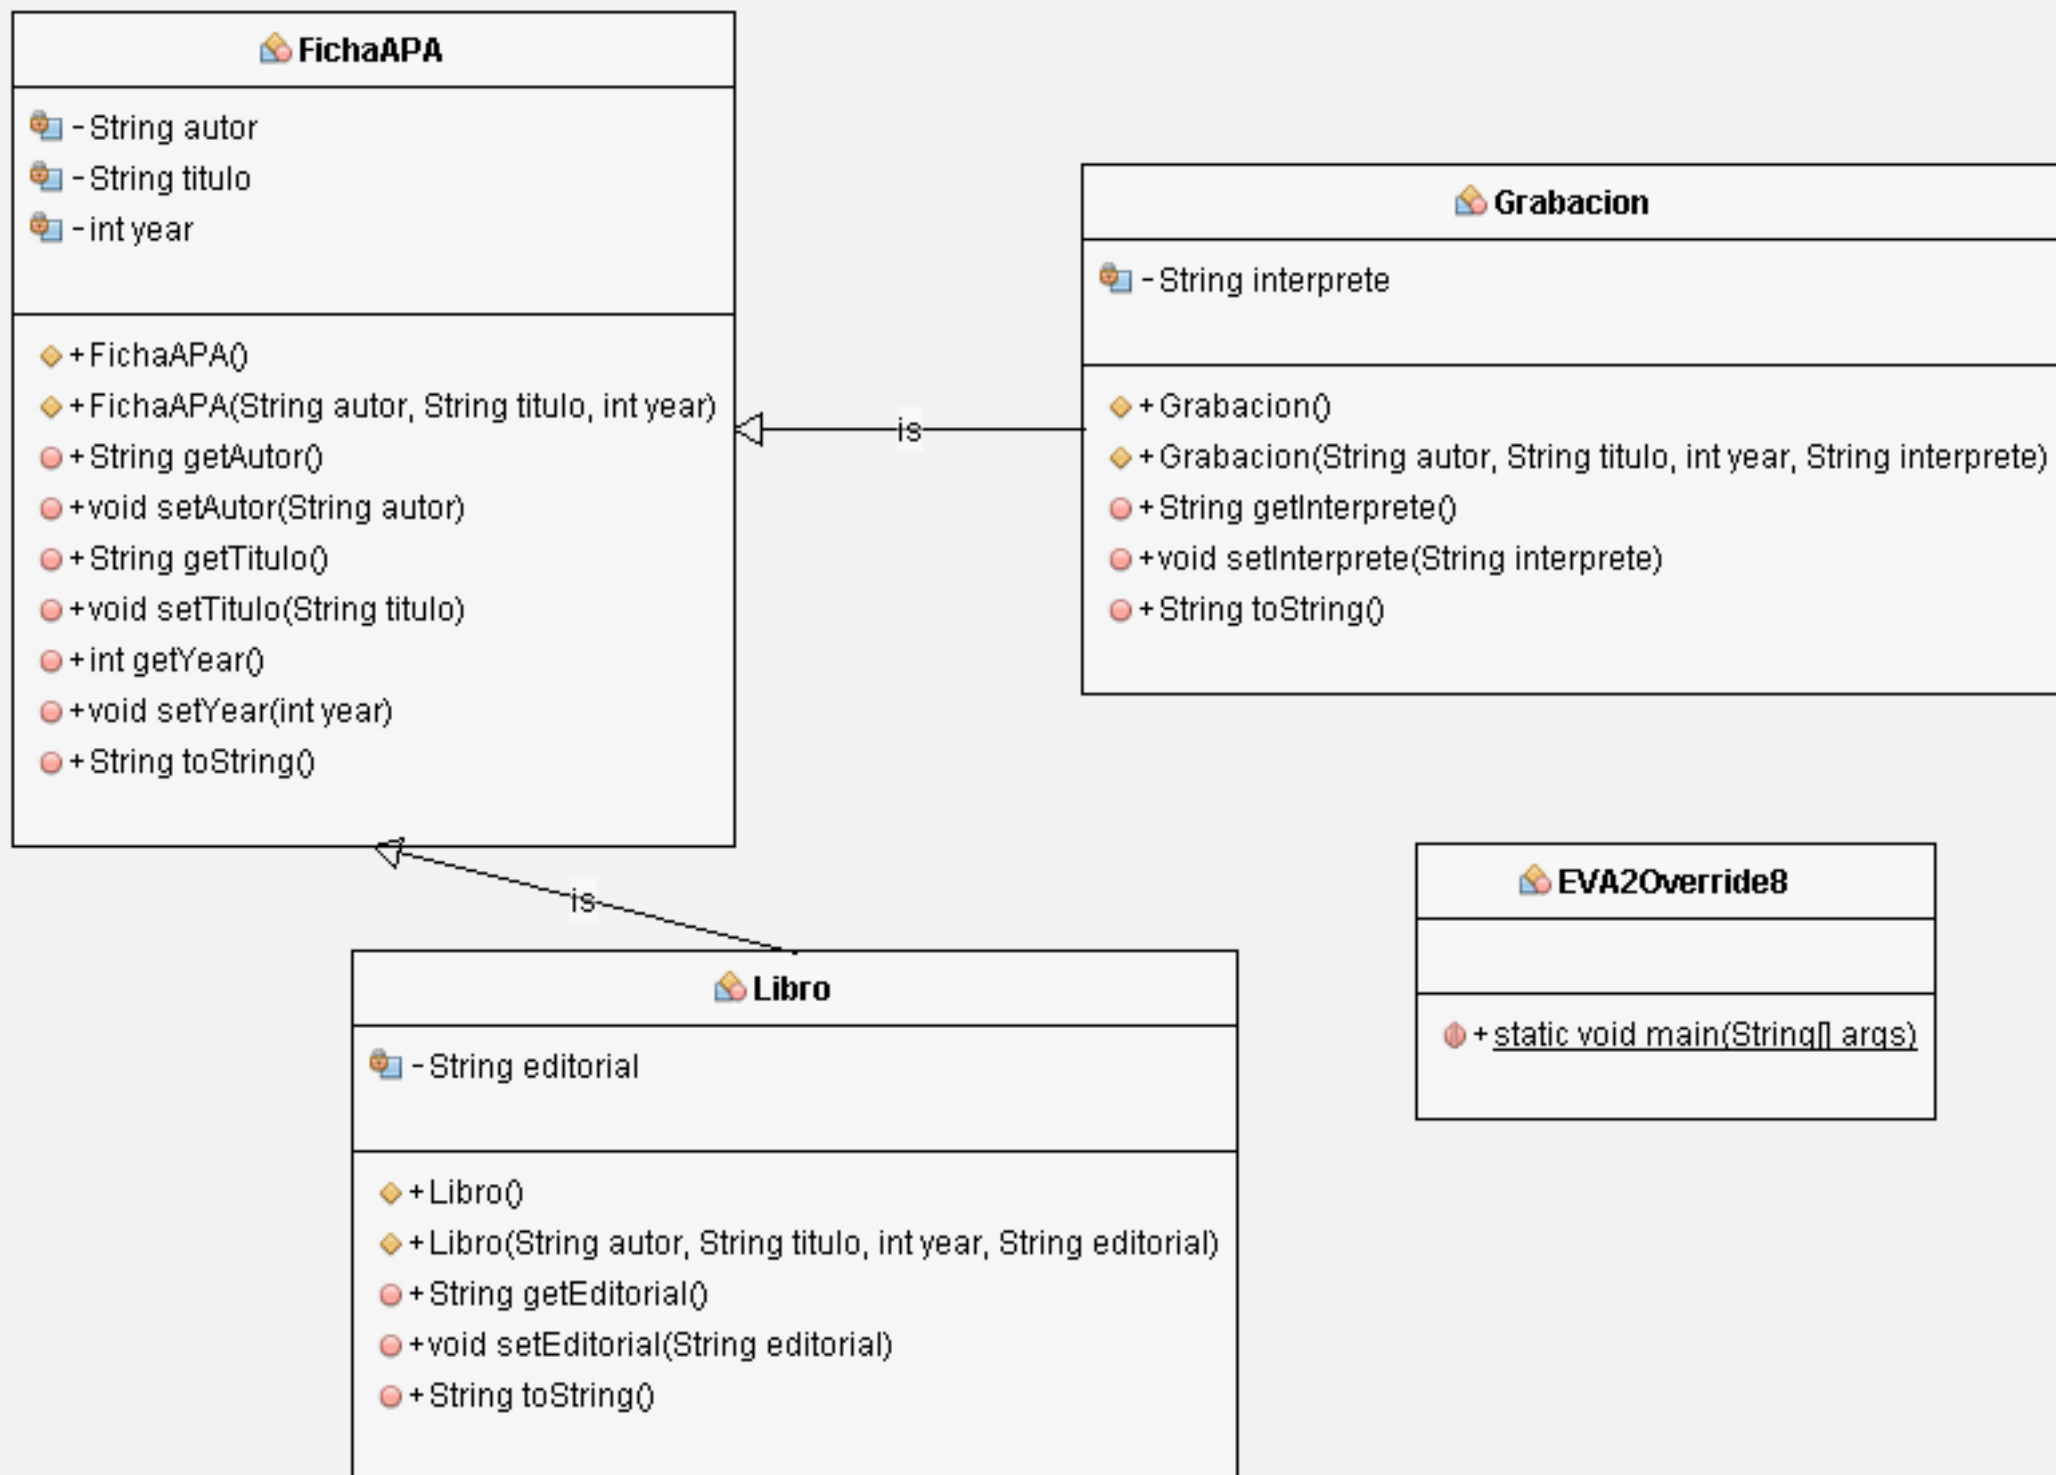 FichaAPA
-String autor
-String titulo
-int year
+FichaAPA()
+FichaAPA(String autor, String titulo, int year)
+String getAutor()
+void setAutor(String autor)
+String getTitulo()
+void setTitulo(String titulo)
+int getYear()
+void setYear(int year)
+String toString()
is
Grabacion
-String interprete
+Grabacion()
+Grabacion(String autor, String titulo, int year, String interprete)
+String getInterprete()
+void setInterprete(String interprete)
+String toString()
is
Libro
-String editorial
+Libro()
+Libro(String autor, String titulo, int year, String editorial)
+String getEditorial()
+void setEditorial(String editorial)
+String toString()
EVA2Override8
+static void main(String[] args)